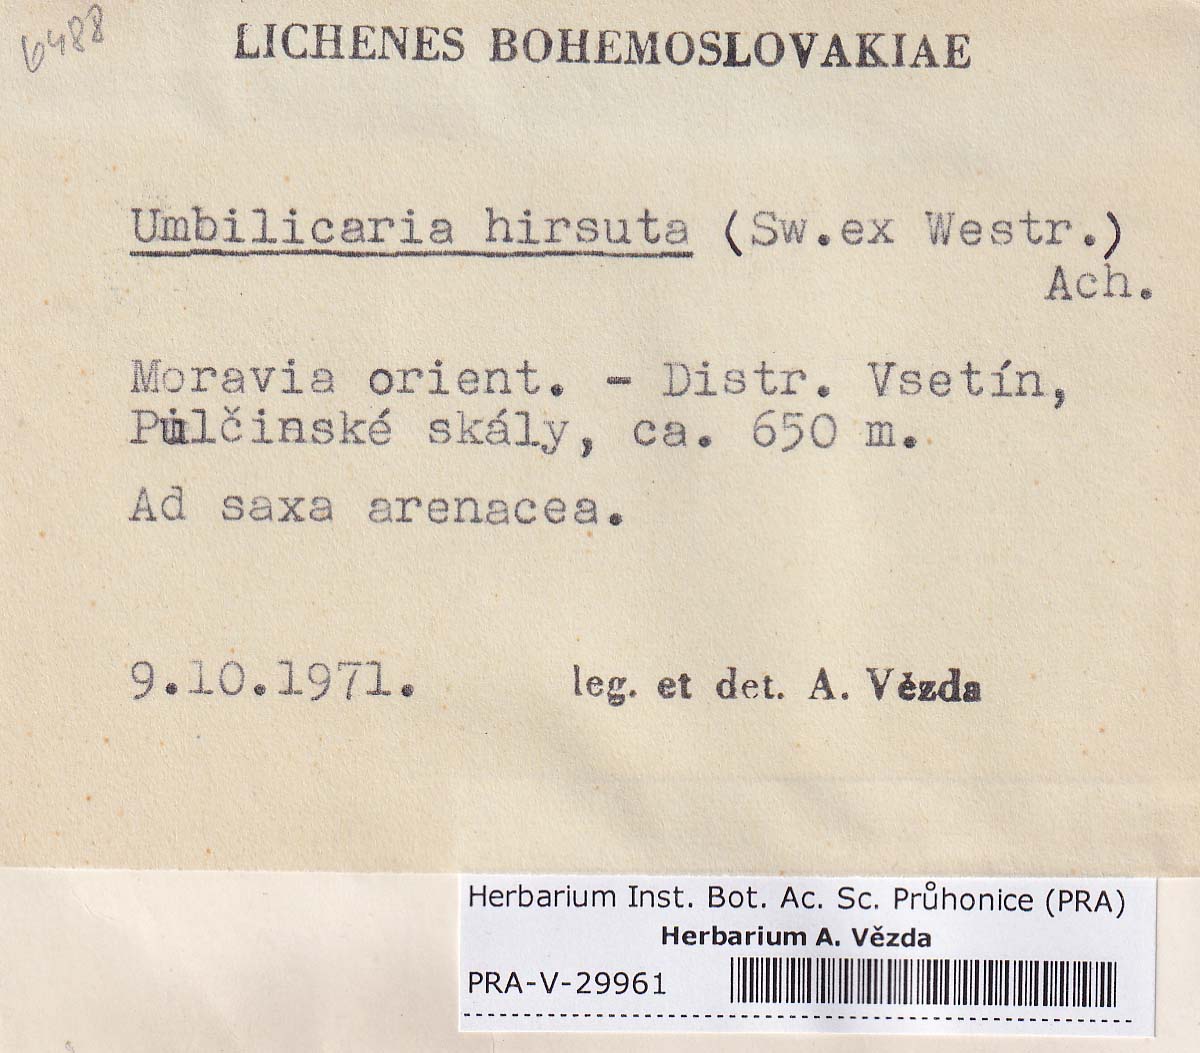 6488
LICHENES BOHEMOSLOVAKIAE
Umbilicaria hirsuta (Sw.ex Westr.)
Ach.
Moravia orient. - Distr. Vsetín,
Půlčinské skály, ca. 650 m.
Ad saxa arenacea.
9.10.1971. leg. et det. A. Vězda
Herbarium Inst. Bot. Ac. Sc. Průhonice (PRA)
Herbarium A. Vězda
PRA-V-29961